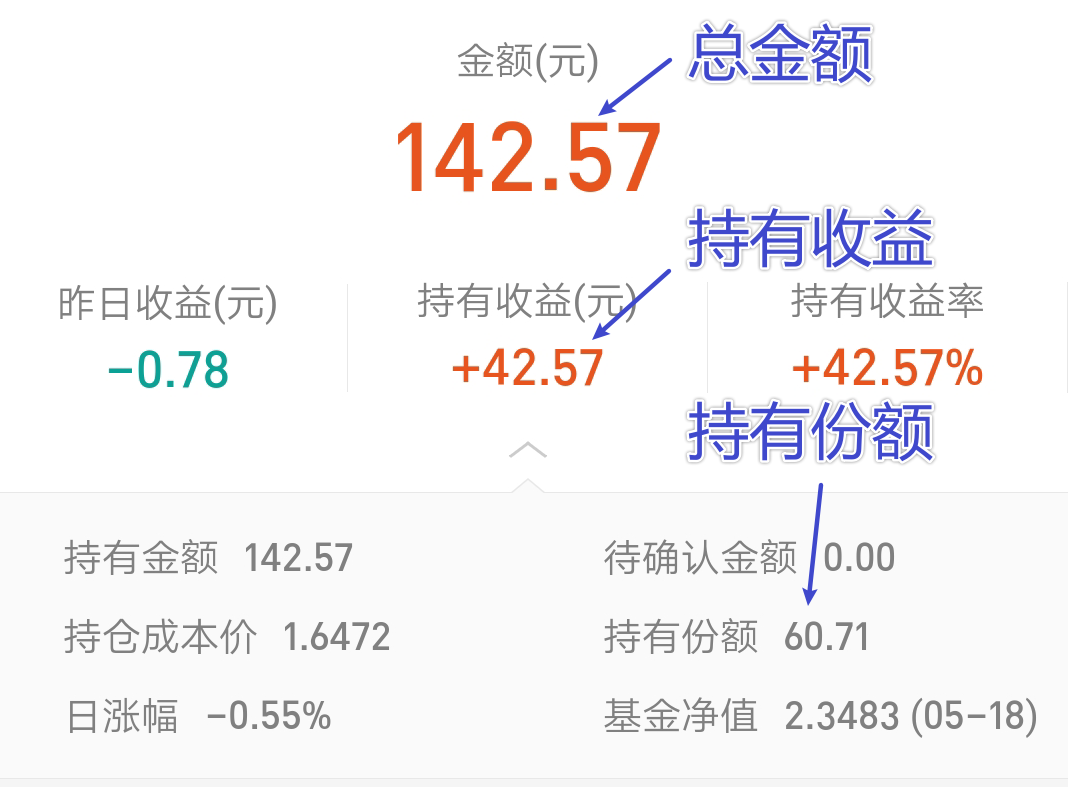 金额(元)
总金额
142.57
持有收益
昨日收益(元)
持有收益(元)
持有收益率
-0.78
+42.57
+42.57%
持有份额
持有金额 142.57
待确认金额 0.00
持仓成本价 1.6472
持有份额 60.71
日涨幅 -0.55%
基金净值 2.3483 (05-18)